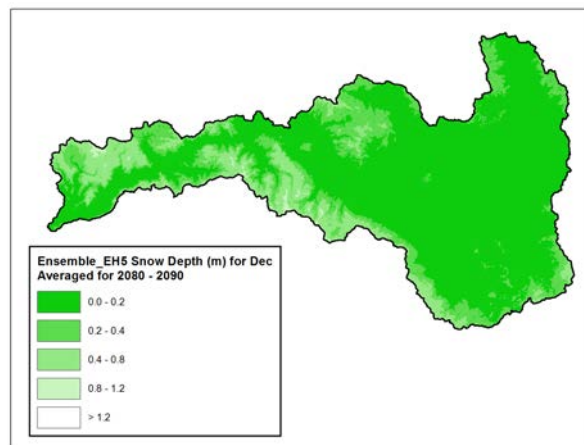 Ensemble_EH5 Snow Depth (m) for Dec
Averaged for 2080 - 2090
0.0 - 0.2
0.2 - 0.4
0.4 - 0.8
0.8 - 1.2
> 1.2